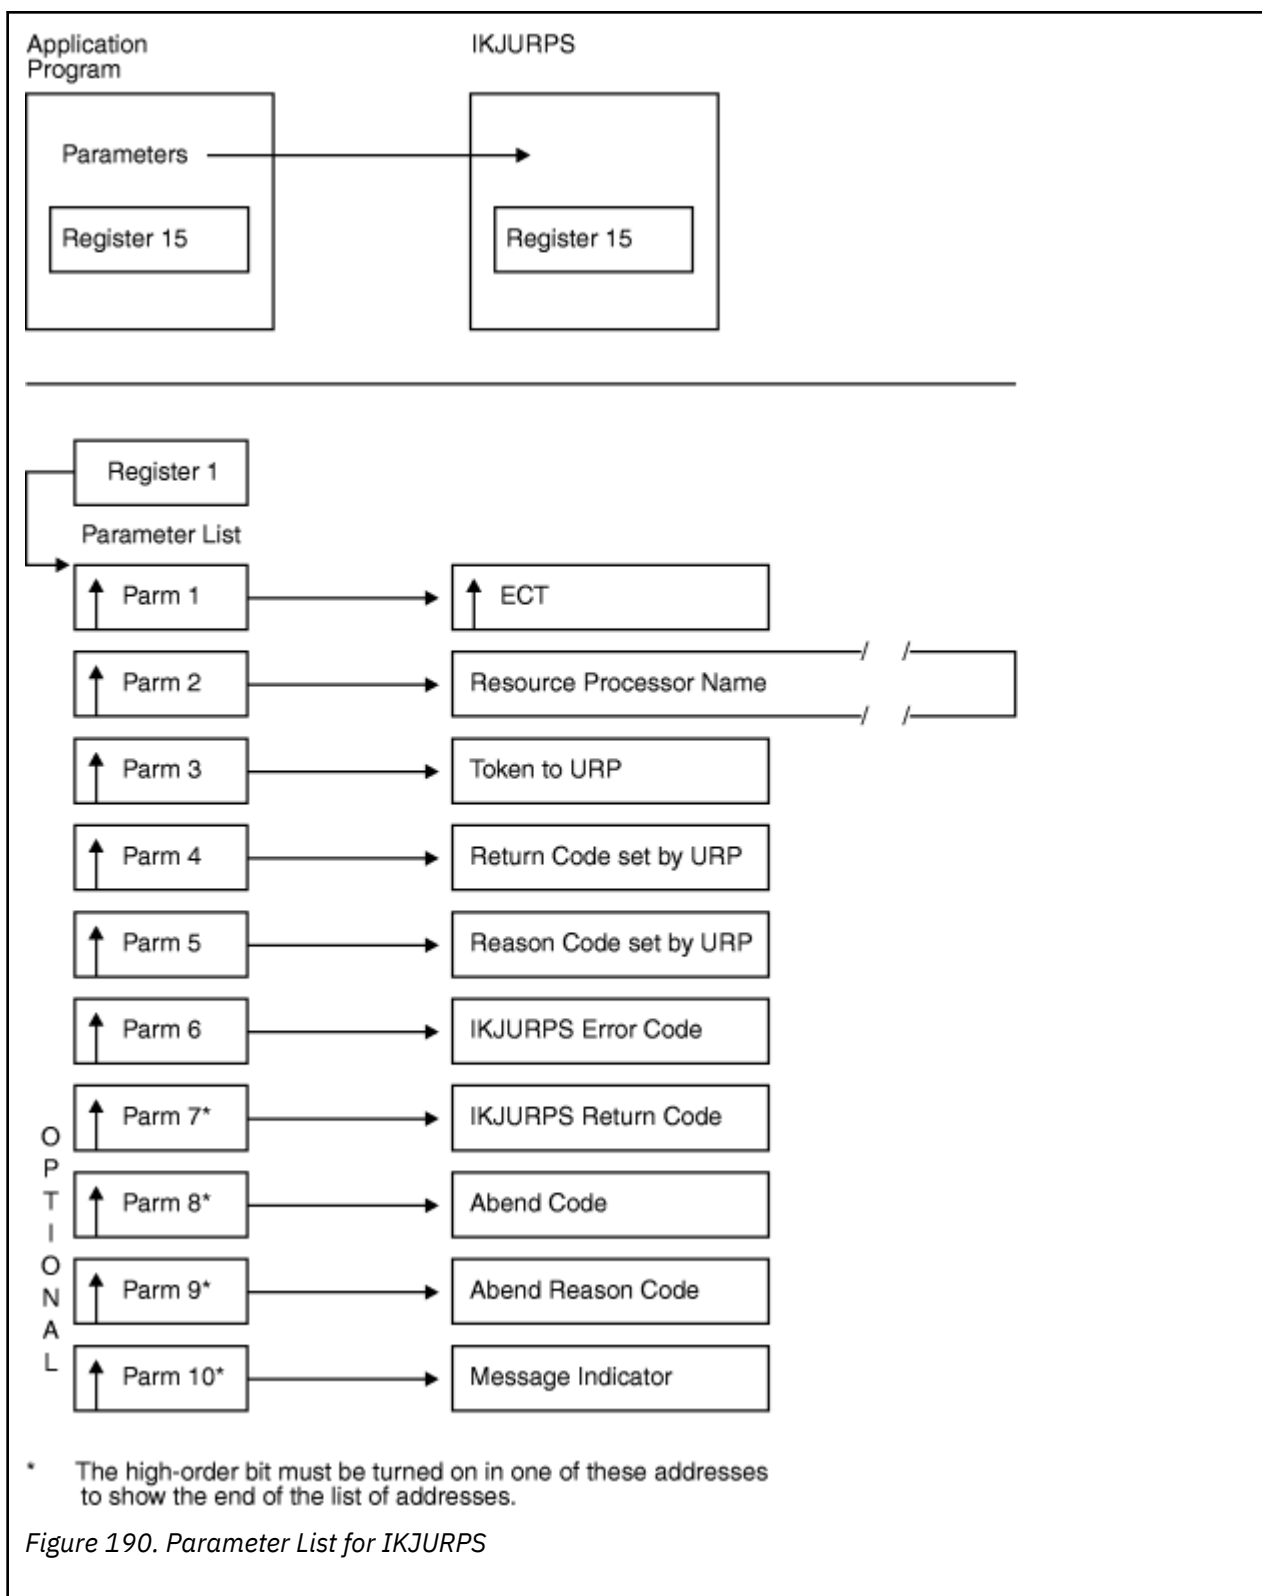 Application
Program
IKJURPS
Parameters
Register 15
Register 15
Register 1
Parameter List
Parm 1
ECT
Parm 2
Resource Processor Name
Parm 3
Token to URP
Parm 4
Return Code set by URP
Parm 5
Reason Code set by URP
Parm 6
IKJURPS Error Code
OPTIONAL
Parm 7*
IKJURPS Return Code
Parm 8*
Abend Code
Parm 9*
Abend Reason Code
Parm 10*
Message Indicator
* The high-order bit must be turned on in one of these addresses
to show the end of the list of addresses.
Figure 190. Parameter List for IKJURPS